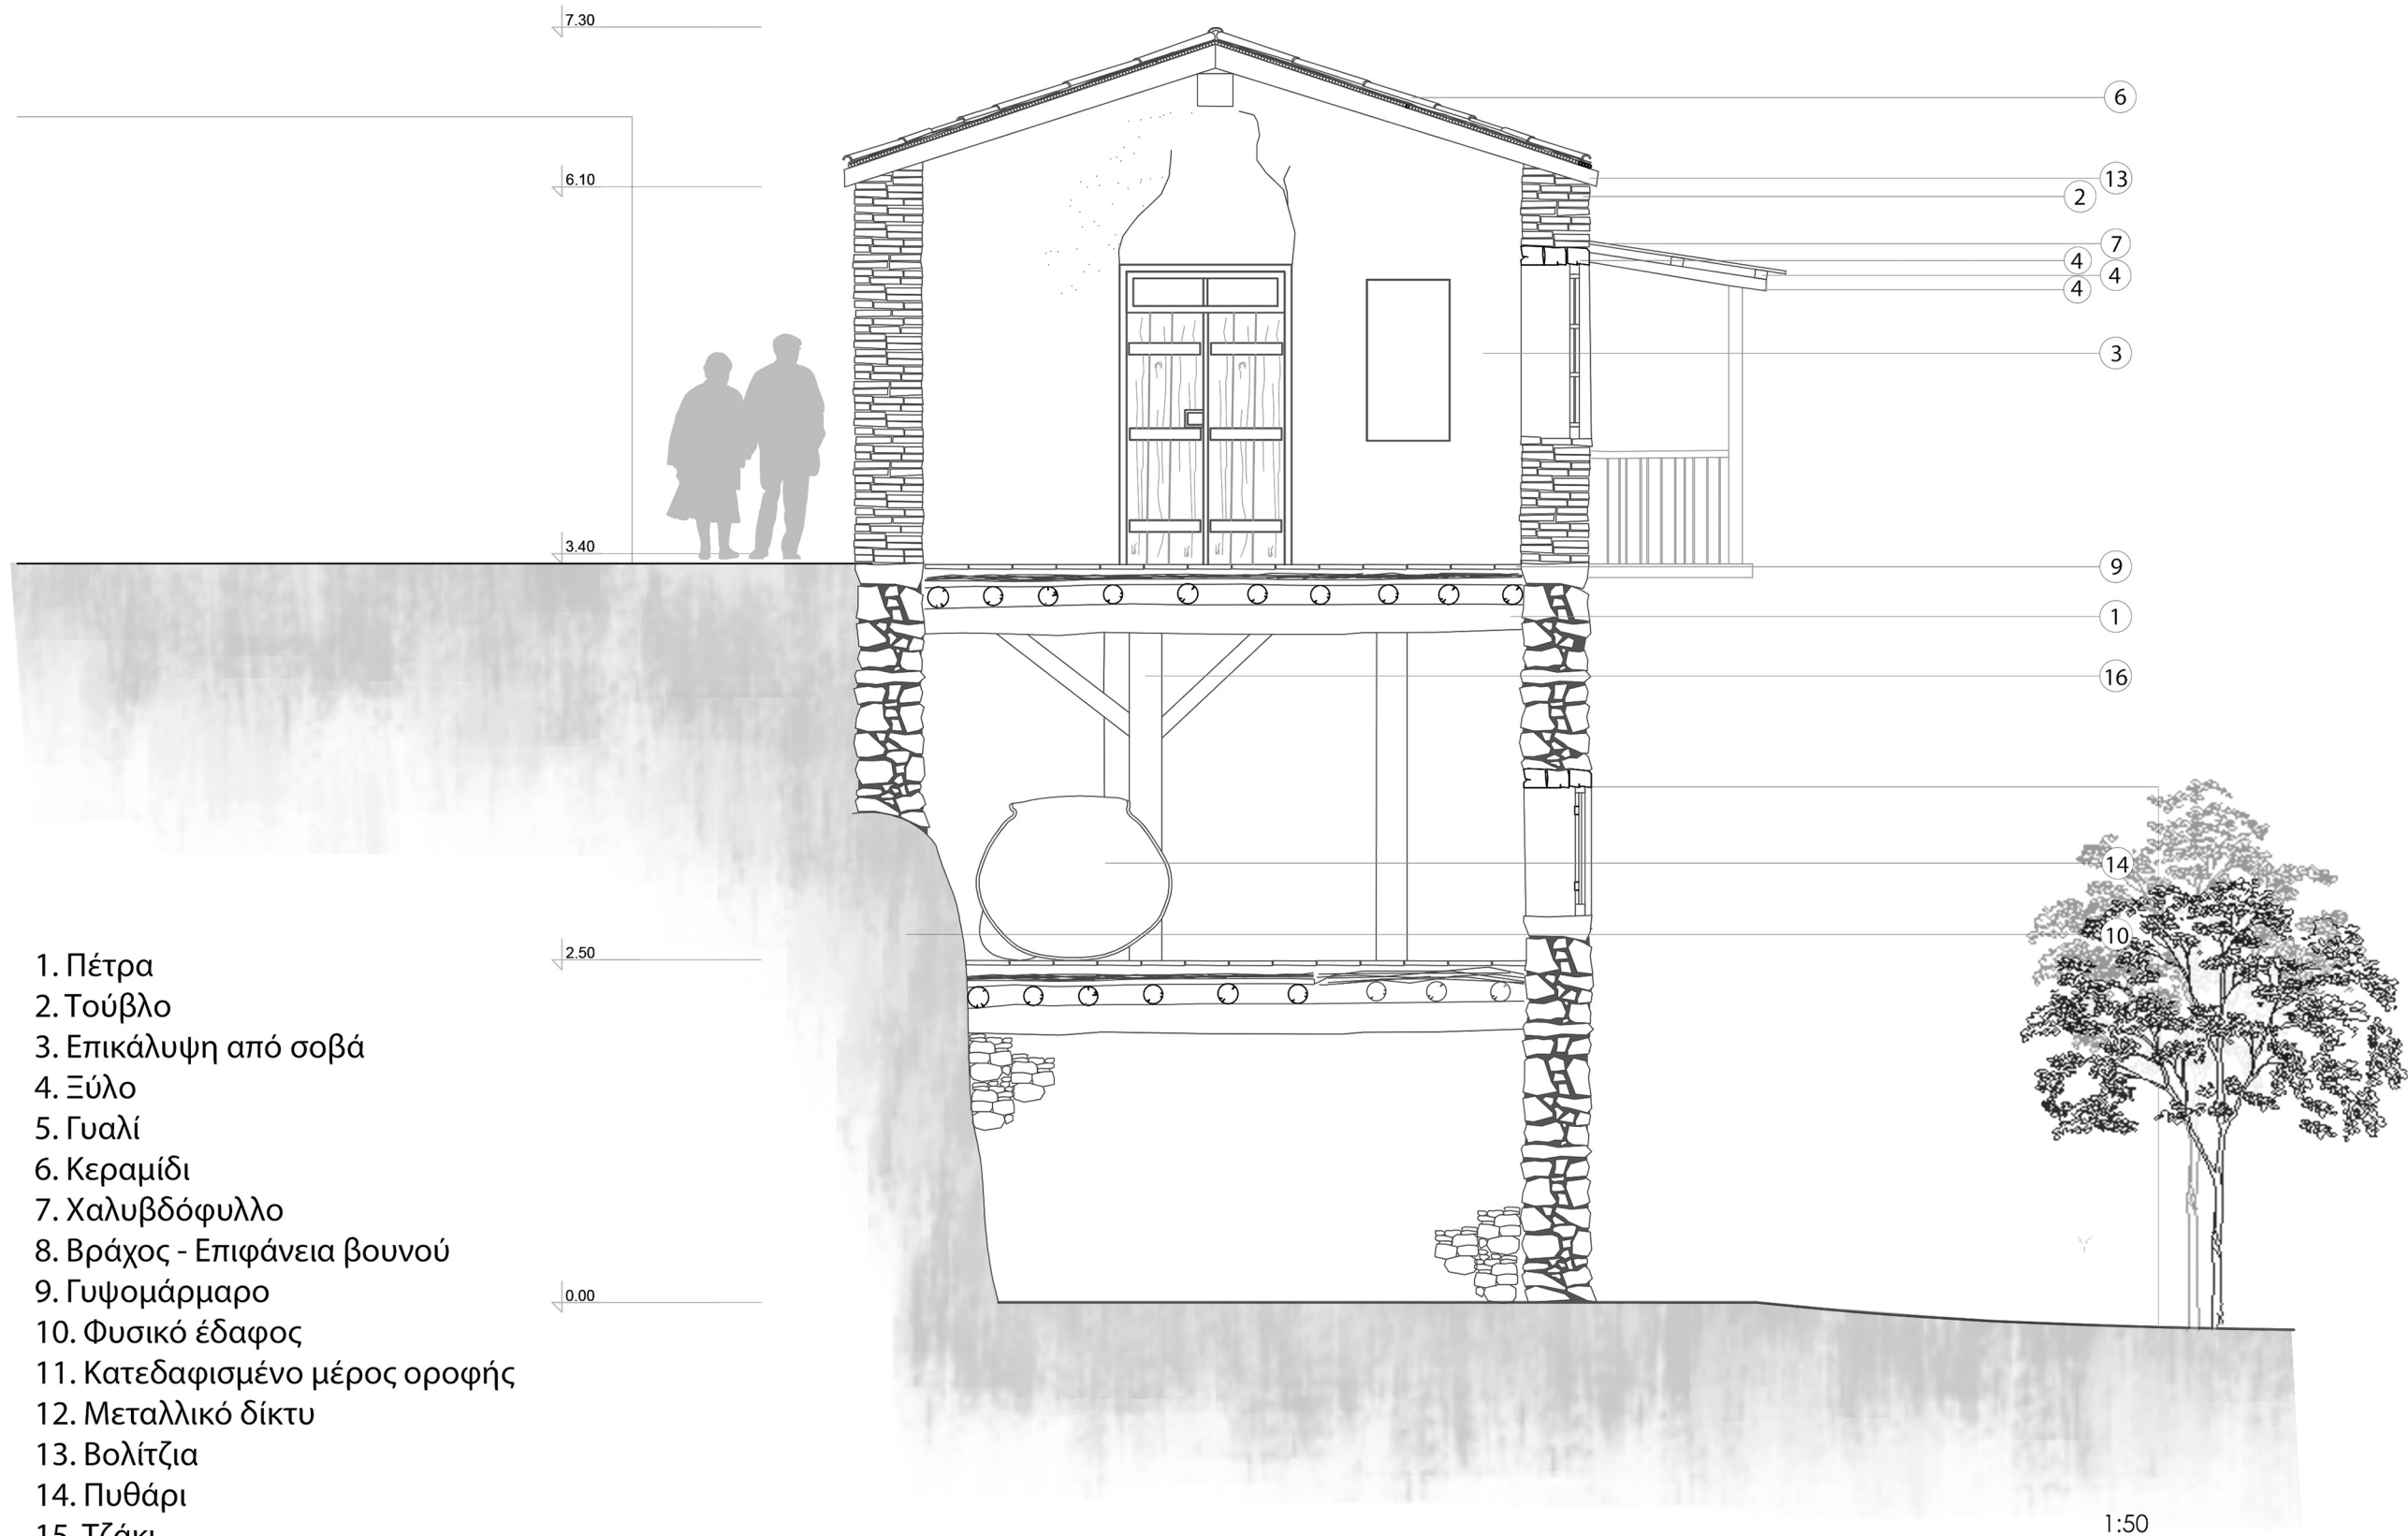 7.30
6
6.10
13
2
7
4
4
4
3
3.40
9
1
16
14
10
2.50
0.00
1. Πέτρα
2. Τούβλο
3. Επικάλυψη από σοβά
4. Ξύλο
5. Γυαλί
6. Κεραμίδι
7. Χαλυβδόφυλλο
8. Βράχος - Επιφάνεια βουνού
9. Γυψομάρμαρο
10. Φυσικό έδαφος
11. Κατεδαφισμένο μέρος οροφής
12. Μεταλλικό δίκτυ
13. Βολίτζια
14. Πυθάρι
15. Τζάκι
1:50